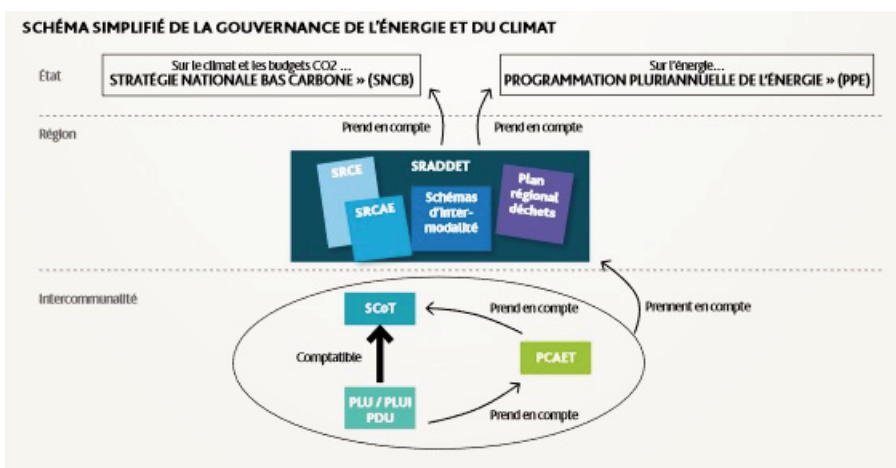 SCHÉMA SIMPLIFIÉ DE LA GOUVERNANCE DE L'ÉNERGIE ET DU CLIMAT
État
Sur le climat et les budgets CO2 ...
STRATÉGIE NATIONALE BAS CARBONE » (SNCB)
Sur l'énergie...
PROGRAMMATION PLURIANNUELLE DE L'ÉNERGIE » (PPE)
Prend en compte
Prend en compte
Région
SRADDET
SRCE
SRCAE
Schémas
d'inter-
modalité
Plan
régional
déchets
Intercommunalité
SCoT
Prend en compte
Prennent en compte
Comptatible
PCAET
PLU / PLUI
PDU
Prend en compte